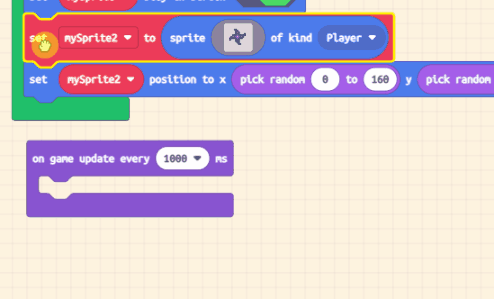 set mySprite2 to sprite of kind Player
set mySprite2 position to x pick random 0 to 160 y pick random
on game update every 1000 ms